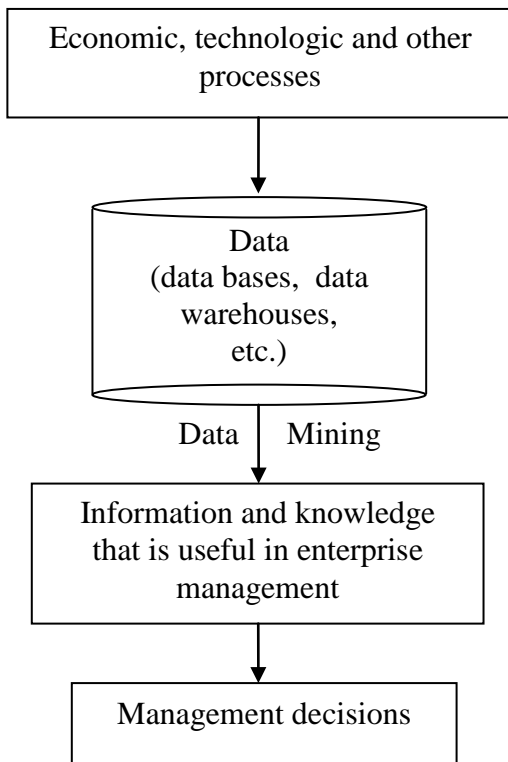 Economic, technologic and other
processes
Data
(data bases, data
warehouses,
etc.)
Data Mining
Information and knowledge
that is useful in enterprise
management
Management decisions